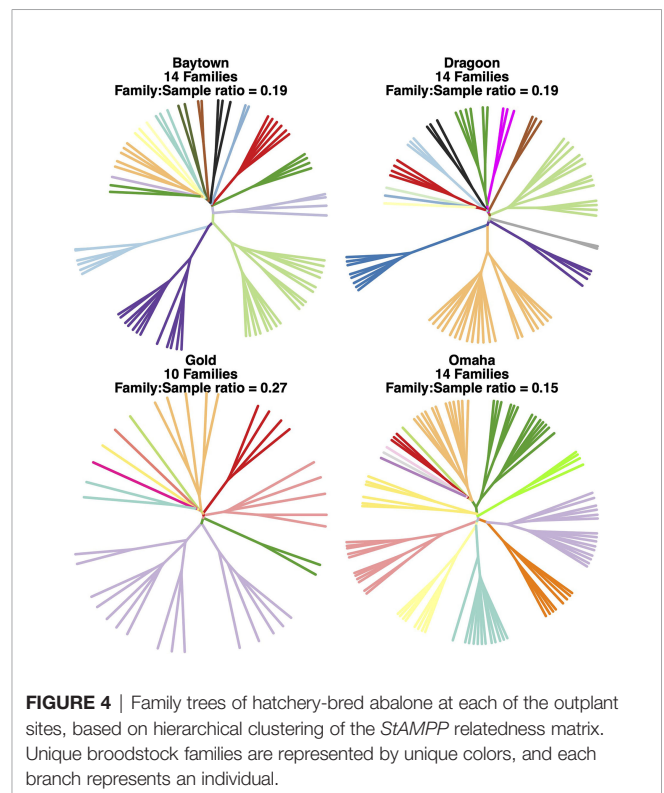 Baytown
14 Families
Family:Sample ratio = 0.19
Dragoon
14 Families
Family:Sample ratio = 0.19
Gold
10 Families
Family:Sample ratio = 0.27
Omaha
14 Families
Family:Sample ratio = 0.15
FIGURE 4 | Family trees of hatchery-bred abalone at each of the outplant
sites, based on hierarchical clustering of the StAMPP relatedness matrix.
Unique broodstock families are represented by unique colors, and each
branch represents an individual.